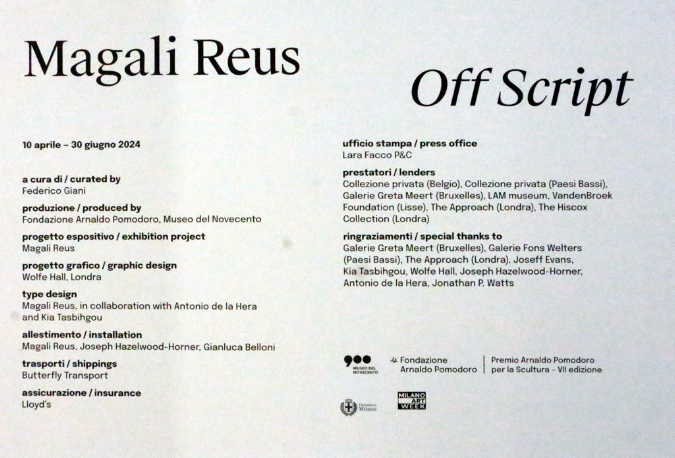 Magali Reus
Off Script
10 aprile – 30 giugno 2024
a cura di / curated by
Federico Giani
produzione / produced by
Fondazione Arnaldo Pomodoro, Museo del Novecento
progetto espositivo / exhibition project
Magali Reus
progetto grafico / graphic design
Wolfe Hall, Londra
type design
Magali Reus, in collaboration with Antonio de la Hera
and Kia Tasbihgou
allestimento / installation
Magali Reus, Joseph Hazelwood-Horner, Gianluca Belloni
trasporti / shippings
Butterfly Transport
assicurazione / insurance
Lloyd's
ufficio stampa / press office
Lara Facco P&C
prestatori / lenders
Collezione privata (Belgio), Collezione privata (Paesi Bassi),
Galerie Greta Meert (Bruxelles), LAM museum, VandenBroek
Foundation (Lisse), The Approach (Londra), The Hiscox
Collection (Londra)
ringraziamenti / special thanks to
Galerie Greta Meert (Bruxelles), Galerie Fons Welters
(Paesi Bassi), The Approach (Londra), Joseff Evans,
Kia Tasbihgou, Wolfe Hall, Joseph Hazelwood-Horner,
Antonio de la Hera, Jonathan P. Watts
MUSEO DEL
NOVECENTO
Fondazione
Arnaldo Pomodoro
Premio Arnaldo Pomodoro
per la Scultura – VII edizione
Milano
MILANO
ART
WEEK